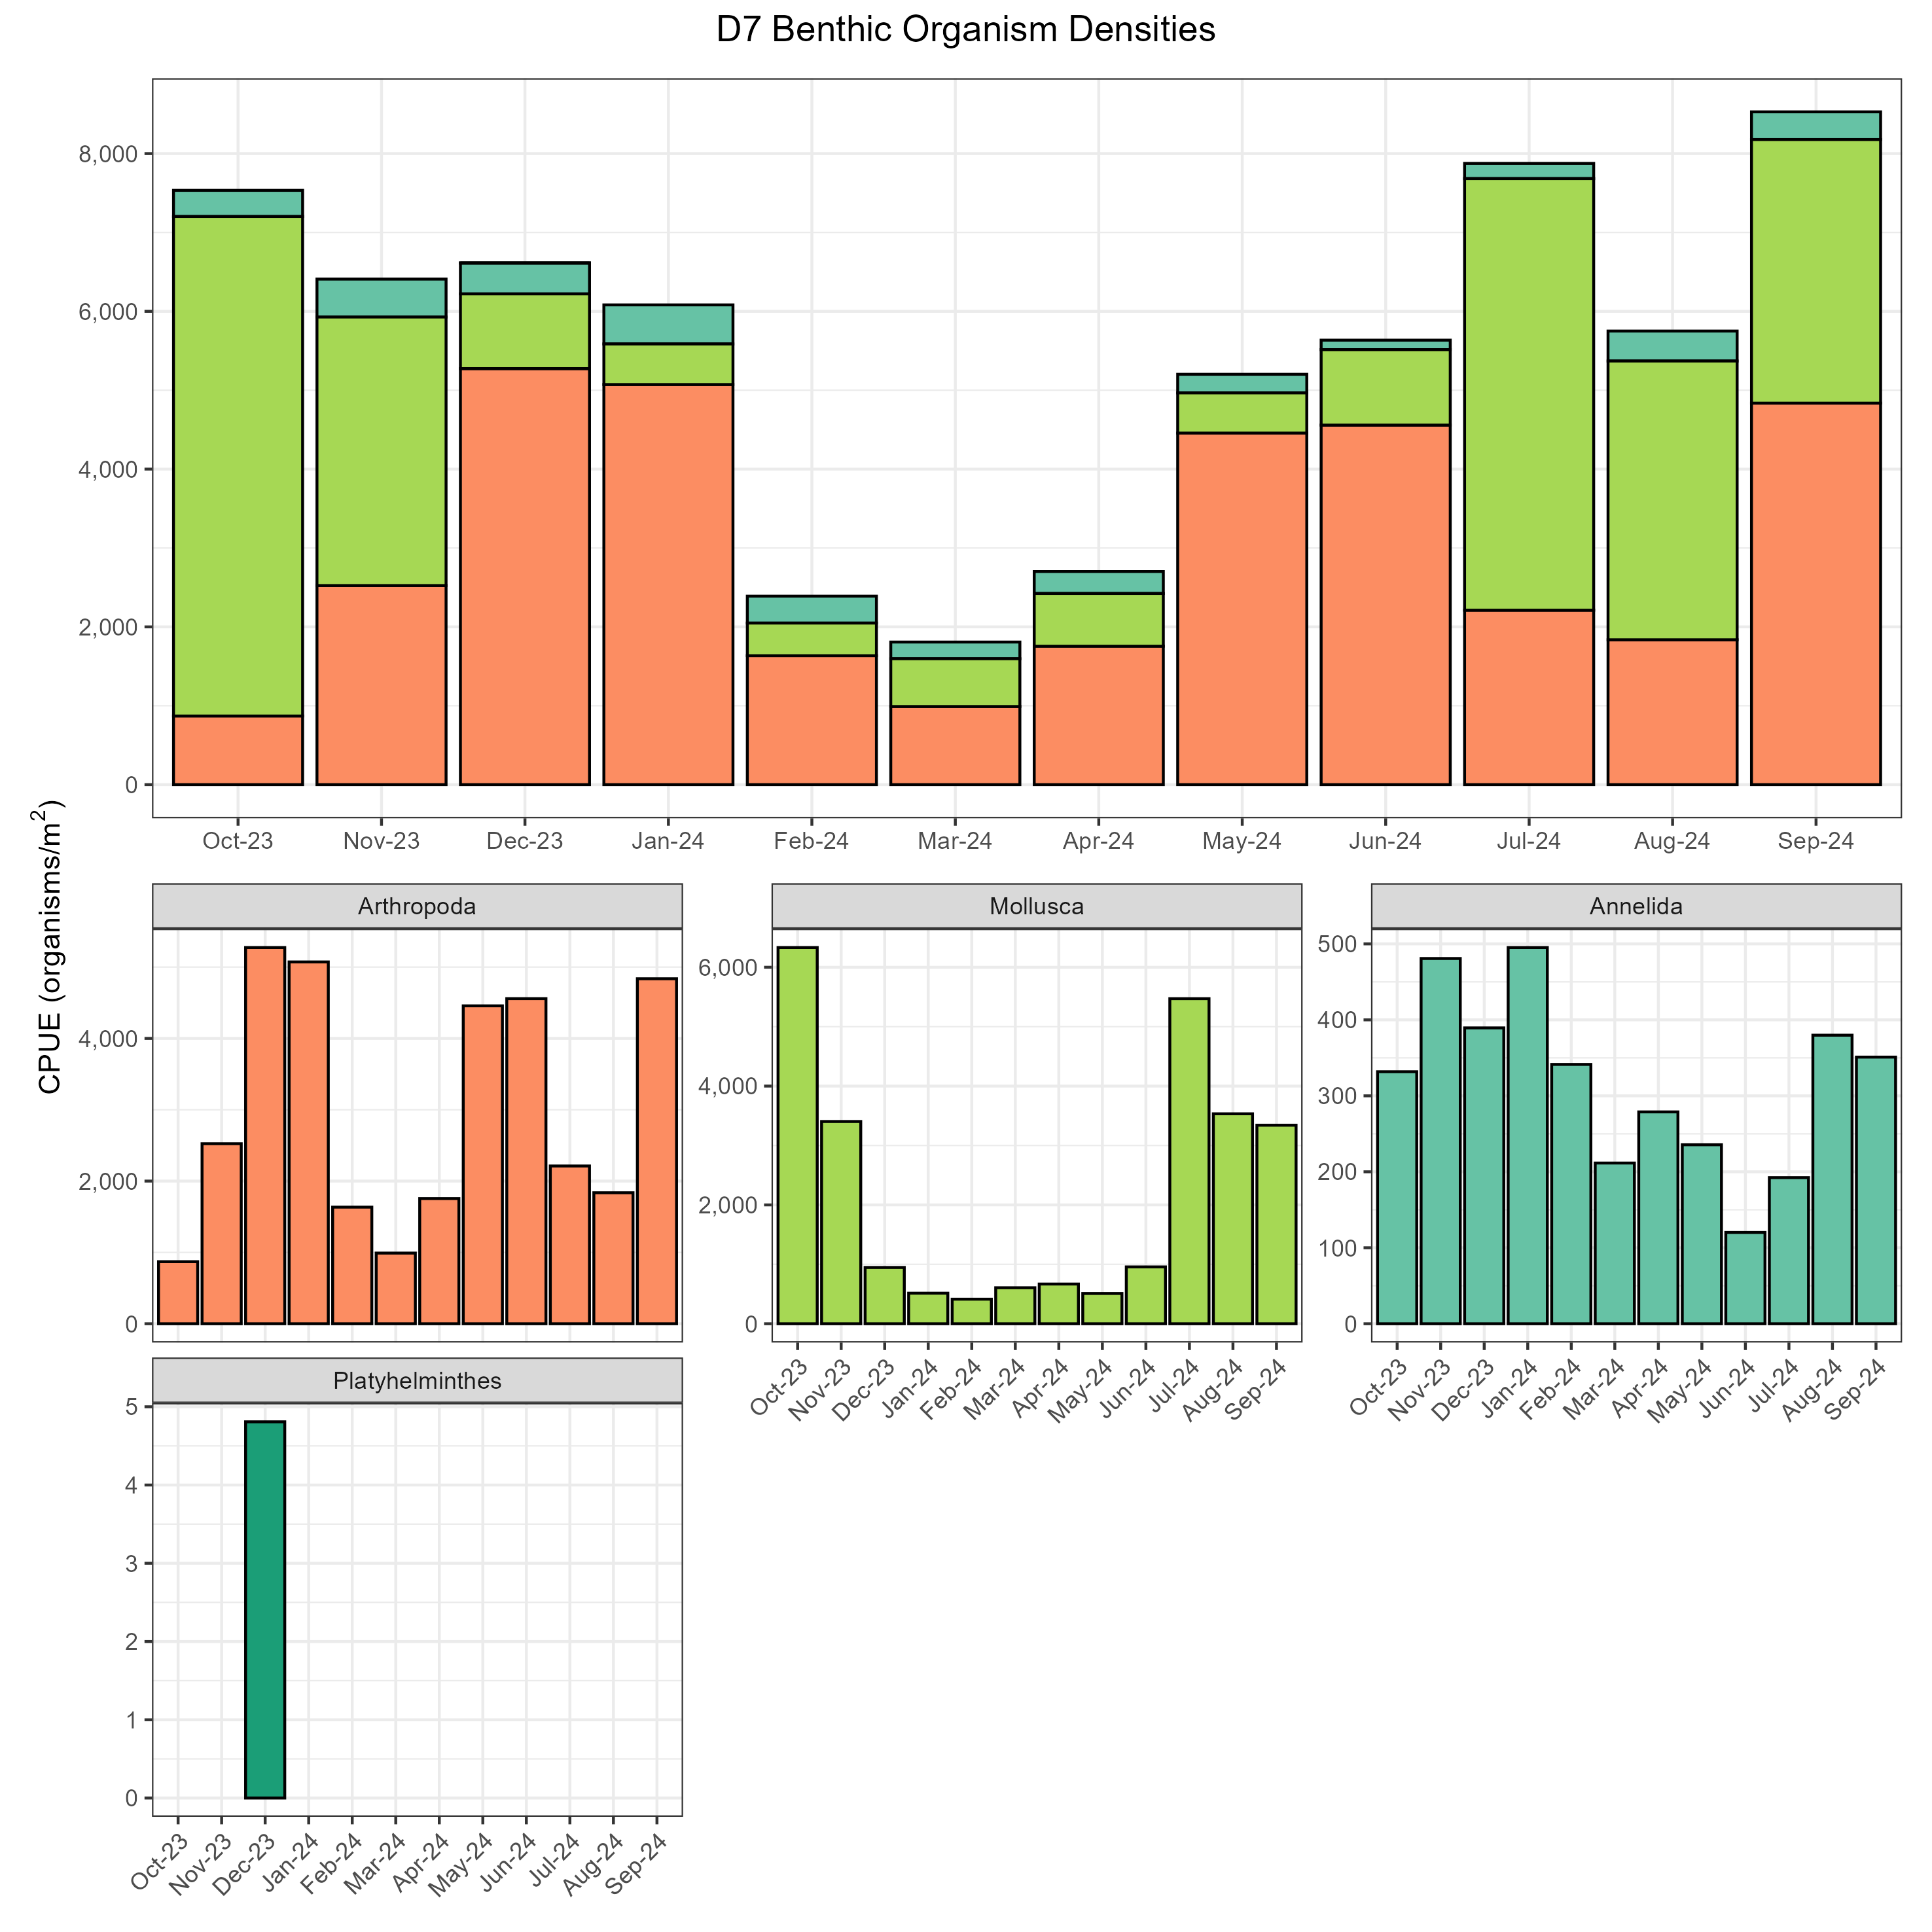 D7 Benthic Organism Densities
CPUE (organisms/m²)
8,000
6,000
4,000
2,000
0
Oct-23 Nov-23 Dec-23 Jan-24 Feb-24 Mar-24 Apr-24 May-24 Jun-24 Jul-24 Aug-24 Sep-24
Arthropoda
4,000
2,000
0
Mollusca
6,000
4,000
2,000
0
Oct-23 Nov-23 Dec-23 Jan-24 Feb-24 Mar-24 Apr-24 May-24 Jun-24 Jul-24 Aug-24 Sep-24
Annelida
500
400
300
200
100
0
Oct-23 Nov-23 Dec-23 Jan-24 Feb-24 Mar-24 Apr-24 May-24 Jun-24 Jul-24 Aug-24 Sep-24
Platyhelminthes
5
4
3
2
1
0
Oct-23 Nov-23 Dec-23 Jan-24 Feb-24 Mar-24 Apr-24 May-24 Jun-24 Jul-24 Aug-24 Sep-24